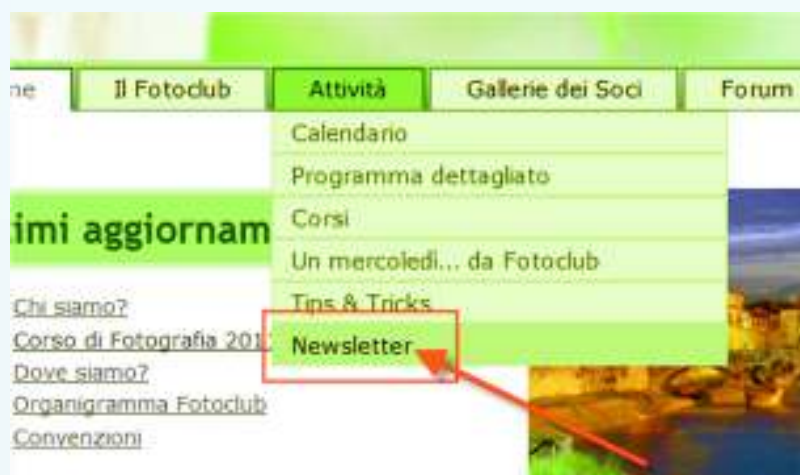 ne Il Fotoclub Attività Gallerie dei Soci Forum
Calendario
Programma dettagliato
Corsi
Un mercoledì... da Fotoclub
Tips & Tricks
Newsletter
imi aggiornam
Chi siamo?
Corso di Fotografia 201
Dove siamo?
Organigramma Fotoclub
Convenzioni